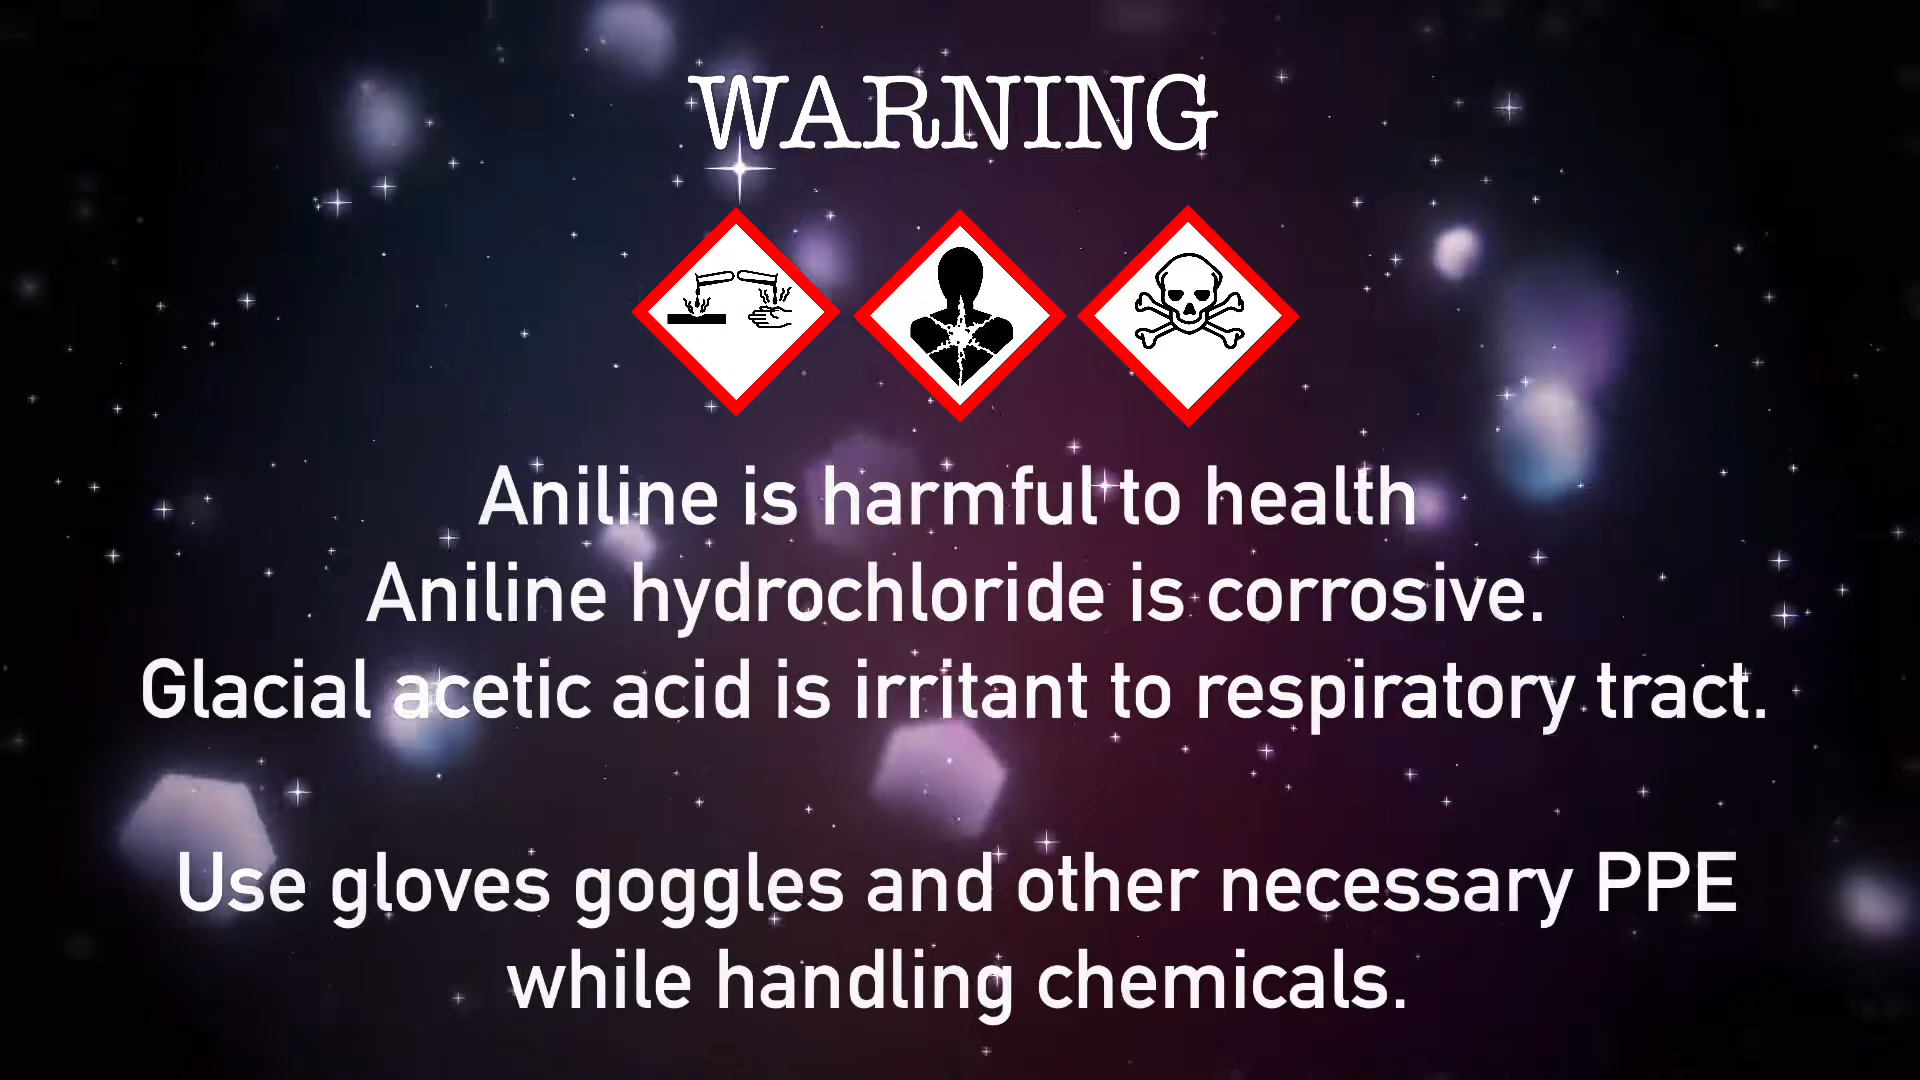 WARNING
Aniline is harmful to health
Aniline hydrochloride is corrosive.
Glacial acetic acid is irritant to respiratory tract.
Use gloves goggles and other necessary PPE
while handling chemicals.